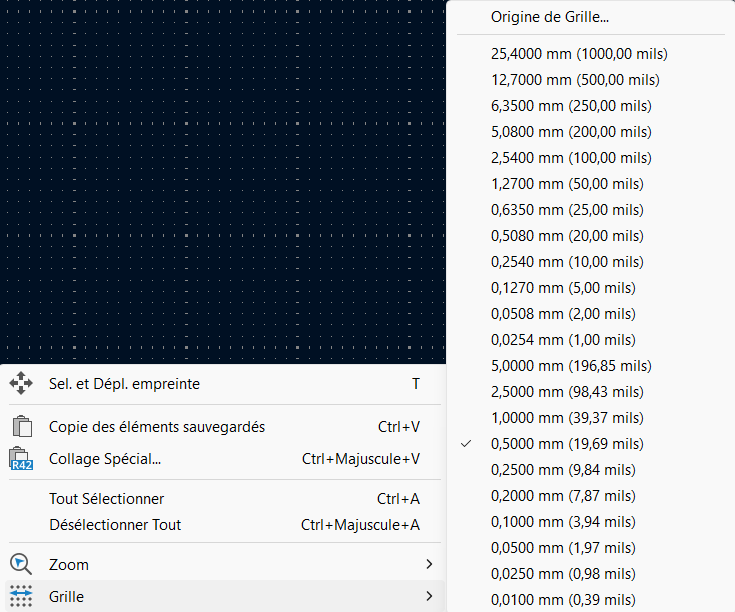 Origine de Grille...
25,4000 mm (1000,00 mils)
12,7000 mm (500,00 mils)
6,3500 mm (250,00 mils)
5,0800 mm (200,00 mils)
2,5400 mm (100,00 mils)
1,2700 mm (50,00 mils)
0,6350 mm (25,00 mils)
0,5080 mm (20,00 mils)
0,2540 mm (10,00 mils)
0,1270 mm (5,00 mils)
0,0508 mm (2,00 mils)
0,0254 mm (1,00 mils)
5,0000 mm (196,85 mils)
2,5000 mm (98,43 mils)
1,0000 mm (39,37 mils)
0,5000 mm (19,69 mils)
0,2500 mm (9,84 mils)
0,2000 mm (7,87 mils)
0,1000 mm (3,94 mils)
0,0500 mm (1,97 mils)
0,0250 mm (0,98 mils)
0,0100 mm (0,39 mils)
Sel. et Dépl. empreinte T
Copie des éléments sauvegardés Ctrl+V
R42 Collage Spécial... Ctrl+Majuscule+V
Tout Sélectionner Ctrl+A
Désélectionner Tout Ctrl+Majuscule+A
Zoom
Grille